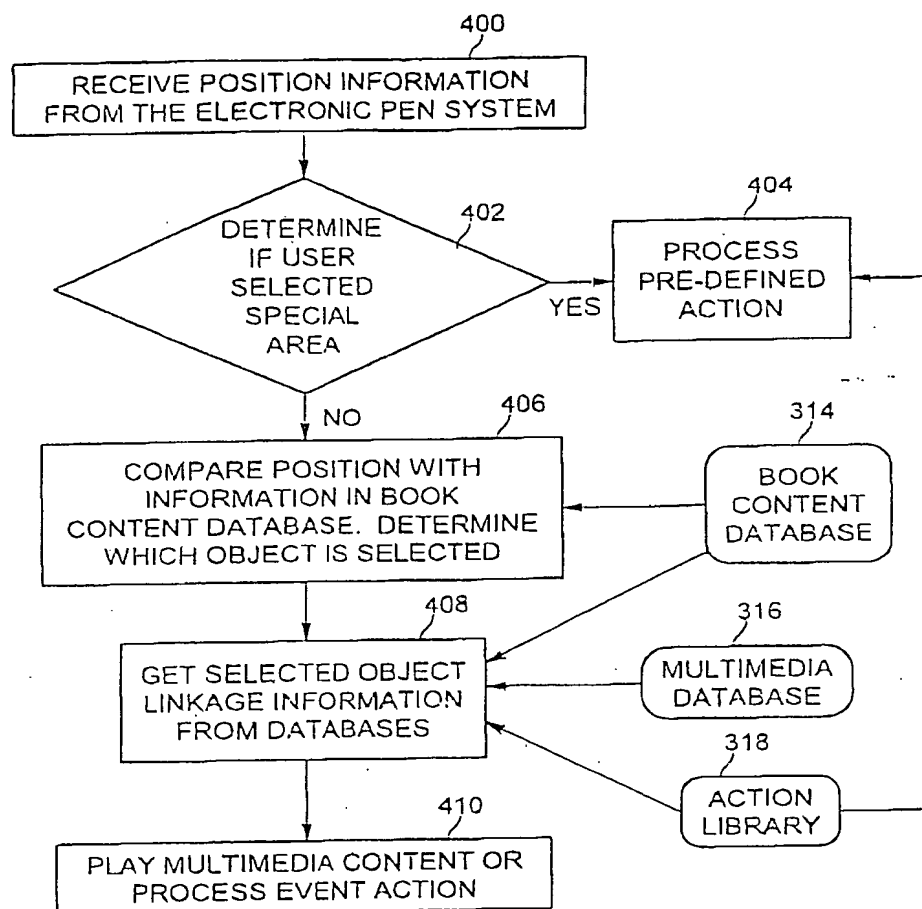 400
RECEIVE POSITION INFORMATION
FROM THE ELECTRONIC PEN SYSTEM
402
DETERMINE
IF USER
SELECTED
SPECIAL
AREA
YES
404
PROCESS
PRE-DEFINED
ACTION
NO
406
COMPARE POSITION WITH
INFORMATION IN BOOK
CONTENT DATABASE. DETERMINE
WHICH OBJECT IS SELECTED
314
BOOK
CONTENT
DATABASE
408
GET SELECTED OBJECT
LINKAGE INFORMATION
FROM DATABASES
316
MULTIMEDIA
DATABASE
318
ACTION
LIBRARY
410
PLAY MULTIMEDIA CONTENT OR
PROCESS EVENT ACTION